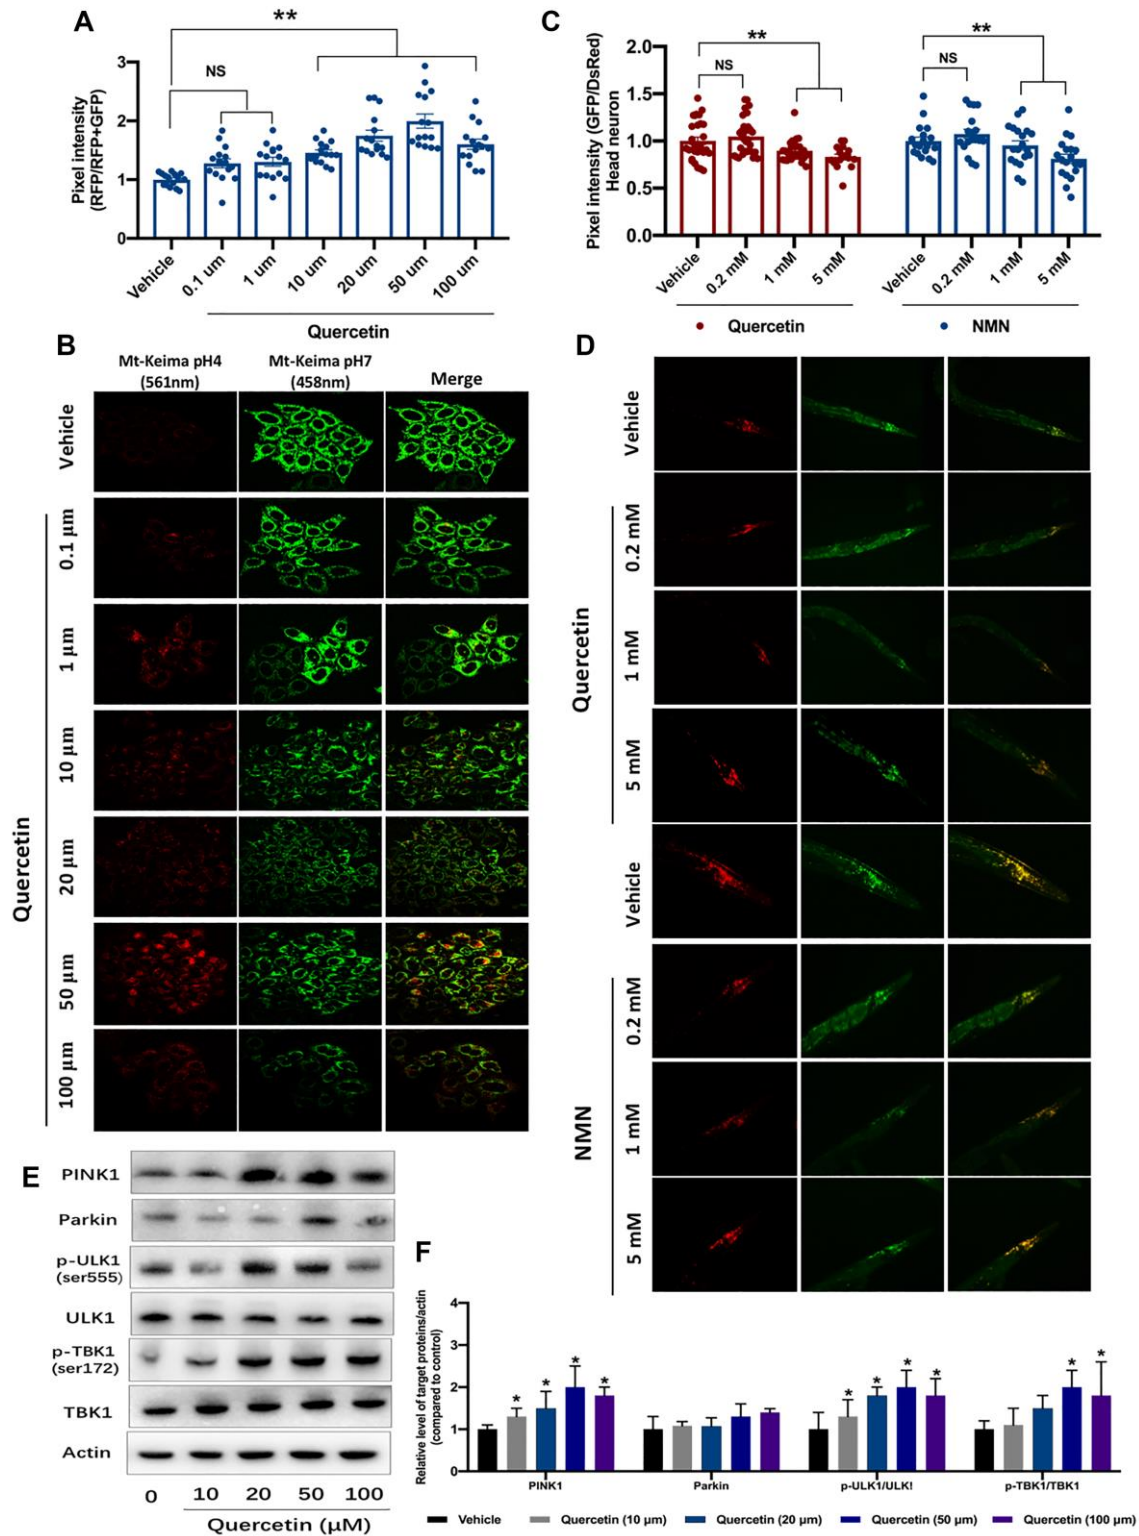 A
**
NS
Pixel intensity
(RFP/RFP+GFP)
3
2
1
0
Vehicle
0.1 um
1 um
10 um
20 um
50 um
100 um
Quercetin
C
**
**
NS
NS
Pixel intensity (GFP/DsRed)
Head neuron
2.0
1.5
1.0
0.5
0.0
Vehicle
0.2 mM
1 mM
5 mM
Vehicle
0.2 mM
1 mM
5 mM
Quercetin
NMN
B
Mt-Keima pH4
(561nm)
Mt-Keima pH7
(458nm)
Merge
Vehicle
0.1 μm
1 μm
10 μm
20 μm
50 μm
100 μm
Quercetin
D
Vehicle
0.2 mM
1 mM
5 mM
Quercetin
Vehicle
0.2 mM
1 mM
5 mM
NMN
E
PINK1
Parkin
p-ULK1
(ser555)
ULK1
p-TBK1
(ser172)
TBK1
Actin
0 10 20 50 100
Quercetin (μM)
F
Relative level of target proteins/actin
(compared to control)
4
3
2
1
0
* * * *
* * * *
* *
PINK1
Parkin
p-ULK1/ULK!
p-TBK1/TBK1
Vehicle
Quercetin (10 μm)
Quercetin (20 μm)
Quercetin (50 μm)
Quercetin (100 μm)